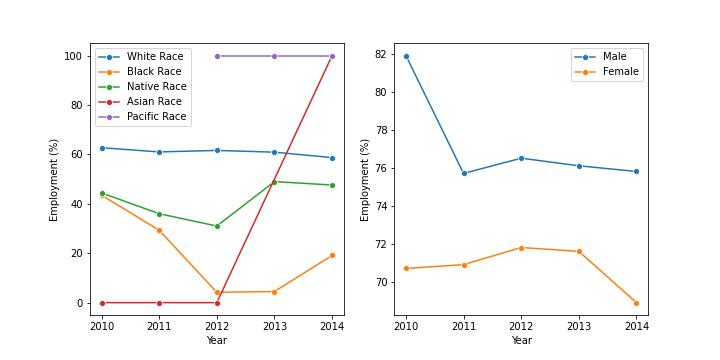 100
80
60
40
20
0
Employment (%)
2010 2011 2012 2013 2014
Year
White Race
Black Race
Native Race
Asian Race
Pacific Race
82
80
78
76
74
72
70
Employment (%)
2010 2011 2012 2013 2014
Year
Male
Female